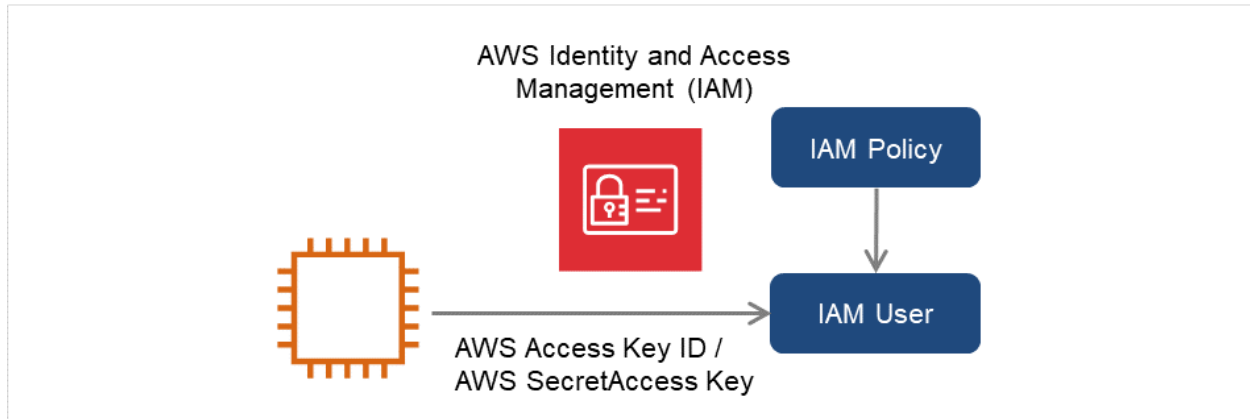 AWS Identity and Access
Management (IAM)
IAM Policy
IAM User
AWS Access Key ID /
AWS SecretAccess Key